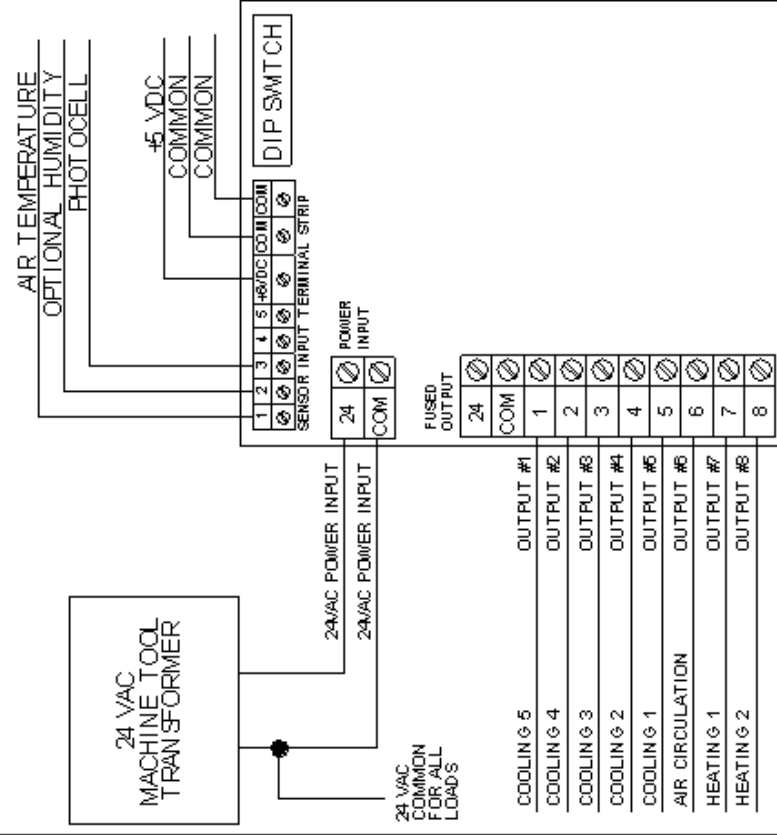 AIR TEMPERATURE
OPTIONAL HUMIDITY
PHOTOCELL
+5 VDC
COMMON
COMMON
DIP SWITCH
1 2 3 4 5 +6VDC COM COM
SENSOR INPUT TERMINAL STRIP
24 VAC
MACHINE TOOL
TRANSFORMER
24VAC POWER INPUT
24VAC POWER INPUT
24
COM
POWER
INPUT
24 VAC
COMMON
FOR ALL
LOADS
FUSED
OUTPUT
24
COM
COOLING 5 OUTPUT #1 1
COOLING 4 OUTPUT #2 2
COOLING 3 OUTPUT #3 3
COOLING 2 OUTPUT #4 4
COOLING 1 OUTPUT #5 5
AIR CIRCULATION OUTPUT #6 6
HEATING 1 OUTPUT #7 7
HEATING 2 OUTPUT #8 8